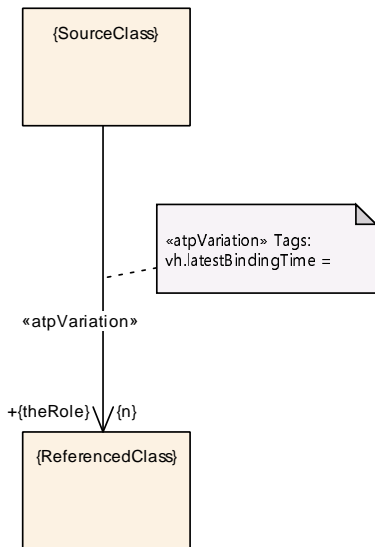 {SourceClass}
«atpVariation» Tags:
vh.latestBindingTime =
«atpVariation»
+{theRole} {n}
{ReferencedClass}